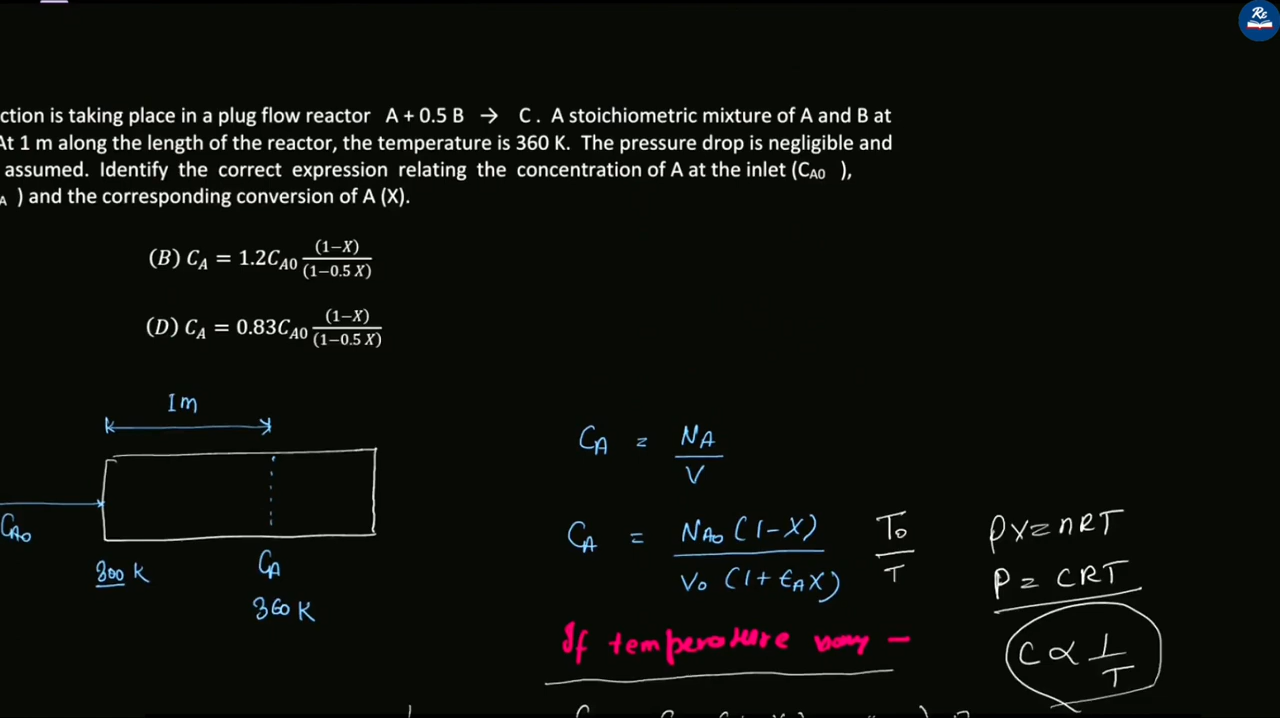 Re
ction is taking place in a plug flow reactor A + 0.5 B → C . A stoichiometric mixture of A and B at
At 1 m along the length of the reactor, the temperature is 360 K. The pressure drop is negligible and
assumed. Identify the correct expression relating the concentration of A at the inlet (CA0 ),
A ) and the corresponding conversion of A (X).
(B) CA = 1.2CA0 (1−X)/(1−0.5 X)
(D) CA = 0.83CA0 (1−X)/(1−0.5 X)
1m
CA0
300 K
CA
360 K
CA = NA/V
CA = NA0 (1-X)/V0 (1+ЄAX) T0/T
PV=nRT
P = CRT
C ∝ 1/T
If temperature vary -